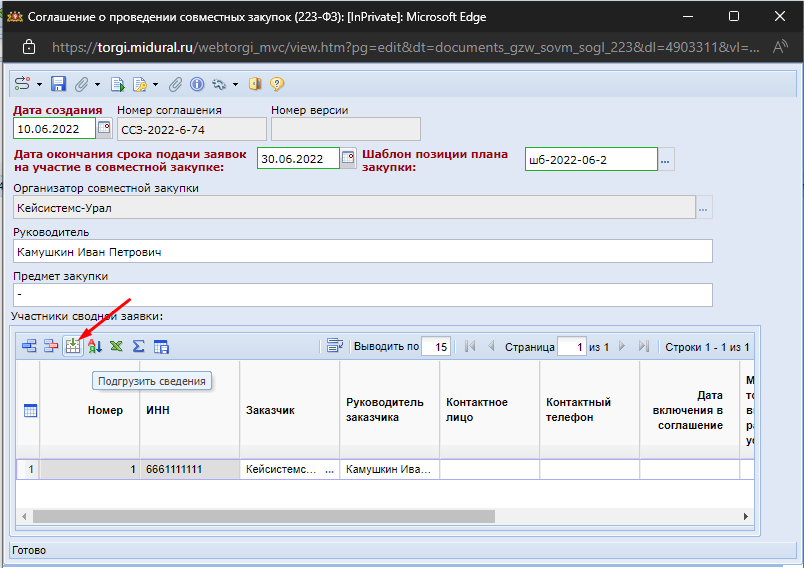 Соглашение о проведении совместных закупок (223-ФЗ): [InPrivate]: Microsoft Edge
https://torgi.midural.ru/webtorgi_mvc/view.htm?pg=edit&dt=documents_gzw_sovm_sogl_223&dl=4903311&vl=...
Дата создания Номер соглашения Номер версии
10.06.2022 ССЗ-2022-6-74
Дата окончания срока подачи заявок
на участие в совместной закупке: 30.06.2022 Шаблон позиции плана
закупки: шб-2022-06-2 ...
Организатор совместной закупки
Кейсистемс-Урал ...
Руководитель
Камушкин Иван Петрович
Предмет закупки
-
Участники сводной заявки:
Выводить по 15 Страница 1 из 1 Строки 1 - 1 из 1
Подгрузить сведения
Номер ИНН Заказчик Руководитель
заказчика Контактное
лицо Контактный
телефон Дата
включения в
соглашение М
то
вы
ра
ус
1 1 6661111111 Кейсистемс... ... Камушкин Ива...
Готово